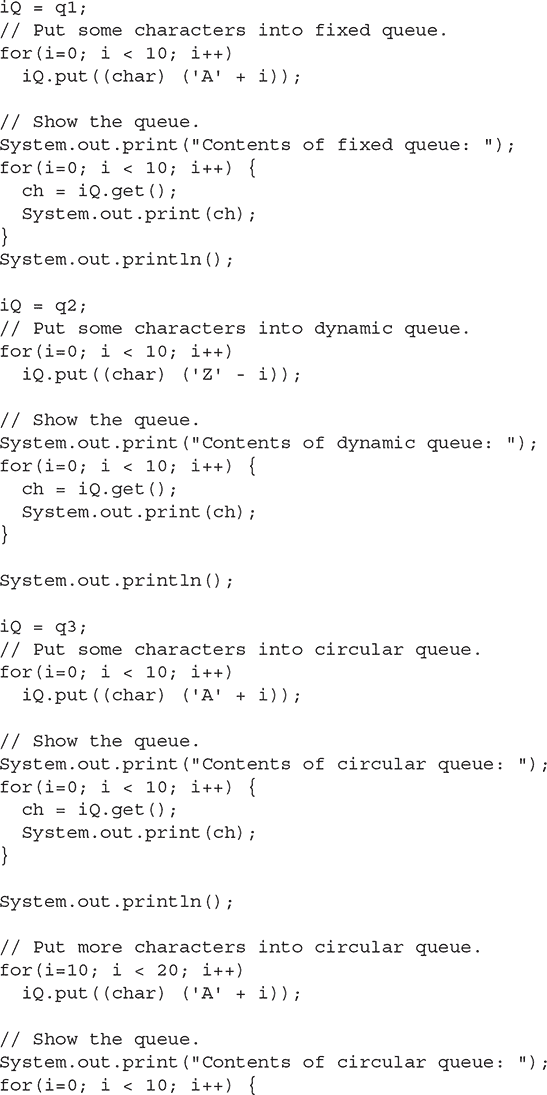 iQ = q1;
// Put some characters into fixed queue.
for(i=0; i < 10; i++)
  iQ.put((char) ('A' + i));

// Show the queue.
System.out.print("Contents of fixed queue: ");
for(i=0; i < 10; i++) {
  ch = iQ.get();
  System.out.print(ch);
}
System.out.println();

iQ = q2;
// Put some characters into dynamic queue.
for(i=0; i < 10; i++)
  iQ.put((char) ('Z' - i));

// Show the queue.
System.out.print("Contents of dynamic queue: ");
for(i=0; i < 10; i++) {
  ch = iQ.get();
  System.out.print(ch);
}

System.out.println();

iQ = q3;
// Put some characters into circular queue.
for(i=0; i < 10; i++)
  iQ.put((char) ('A' + i));

// Show the queue.
System.out.print("Contents of circular queue: ");
for(i=0; i < 10; i++) {
  ch = iQ.get();
  System.out.print(ch);
}

System.out.println();

// Put more characters into circular queue.
for(i=10; i < 20; i++)
  iQ.put((char) ('A' + i));

// Show the queue.
System.out.print("Contents of circular queue: ");
for(i=0; i < 10; i++) {